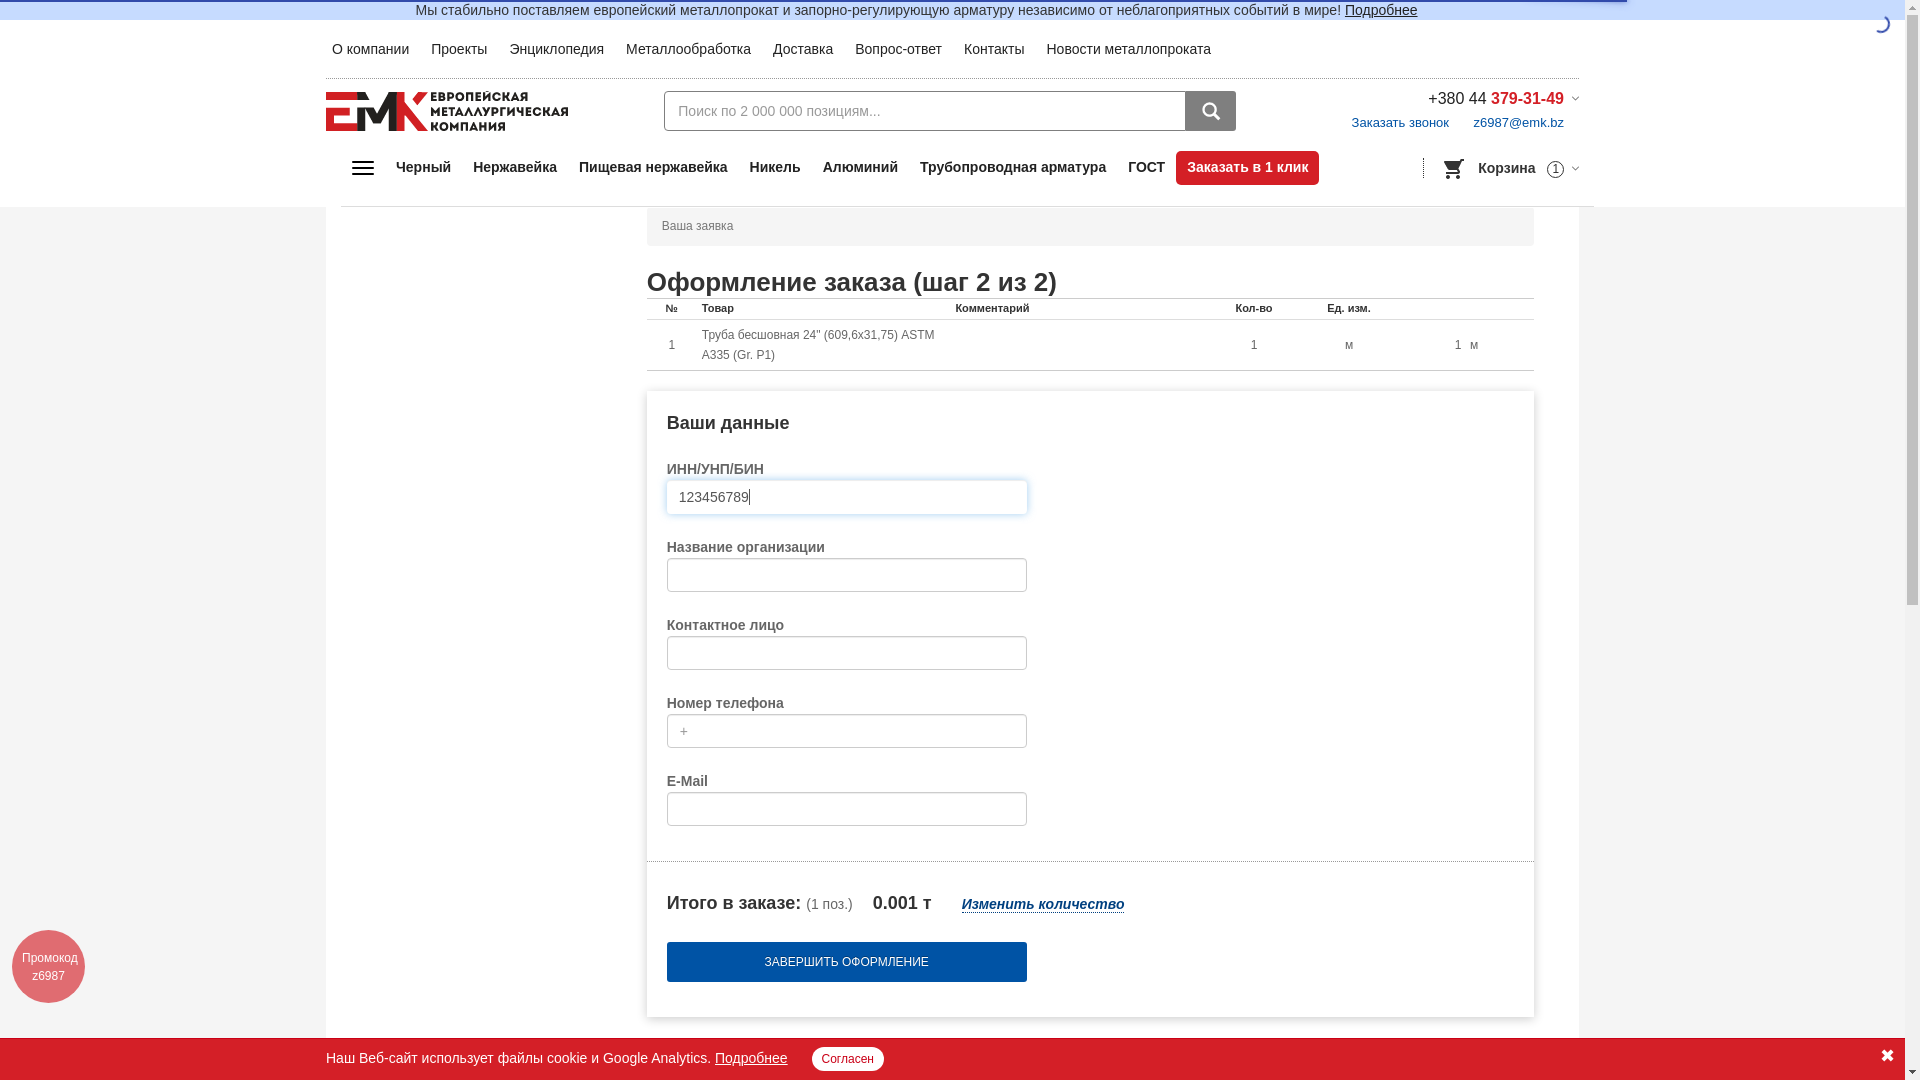 Мы стабильно поставляем европейский металлопрокат и запорно-регулирующую арматуру независимо от неблагоприятных событий в мире! Подробнее
О компании Проекты Энциклопедия Металлообработка Доставка Вопрос-ответ Контакты Новости металлопроката
ЕМК ЕВРОПЕЙСКАЯ
МЕТАЛЛУРГИЧЕСКАЯ
КОМПАНИЯ
Поиск по 2 000 000 позициям...
+380 44 379-31-49
Заказать звонок z6987@emk.bz
Черный Нержавейка Пищевая нержавейка Никель Алюминий Трубопроводная арматура ГОСТ Заказать в 1 клик Корзина 1
Ваша заявка
Оформление заказа (шаг 2 из 2)
№ Товар Комментарий Кол-во Ед. изм.
1 Труба бесшовная 24" (609,6х31,75) ASTM A335 (Gr. P1) 1 м 1 м
Ваши данные
ИНН/УНП/БИН
123456789
Название организации
Контактное лицо
Номер телефона
+
E-Mail
Итого в заказе: (1 поз.) 0.001 т Изменить количество
ЗАВЕРШИТЬ ОФОРМЛЕНИЕ
Промокод
z6987
Наш Веб-сайт использует файлы cookie и Google Analytics. Подробнее Согласен